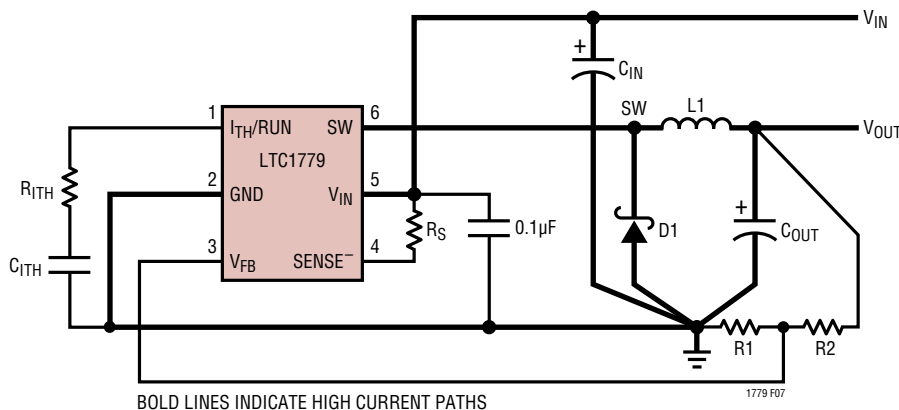 VIN
+
CIN
SW
L1
VOUT
1
ITH/RUN
SW
6
LTC1779
RITH
2
GND
VIN
5
RS
0.1µF
D1
+
COUT
CITH
3
VFB
SENSE–
4
R1
R2
1779 F07
BOLD LINES INDICATE HIGH CURRENT PATHS